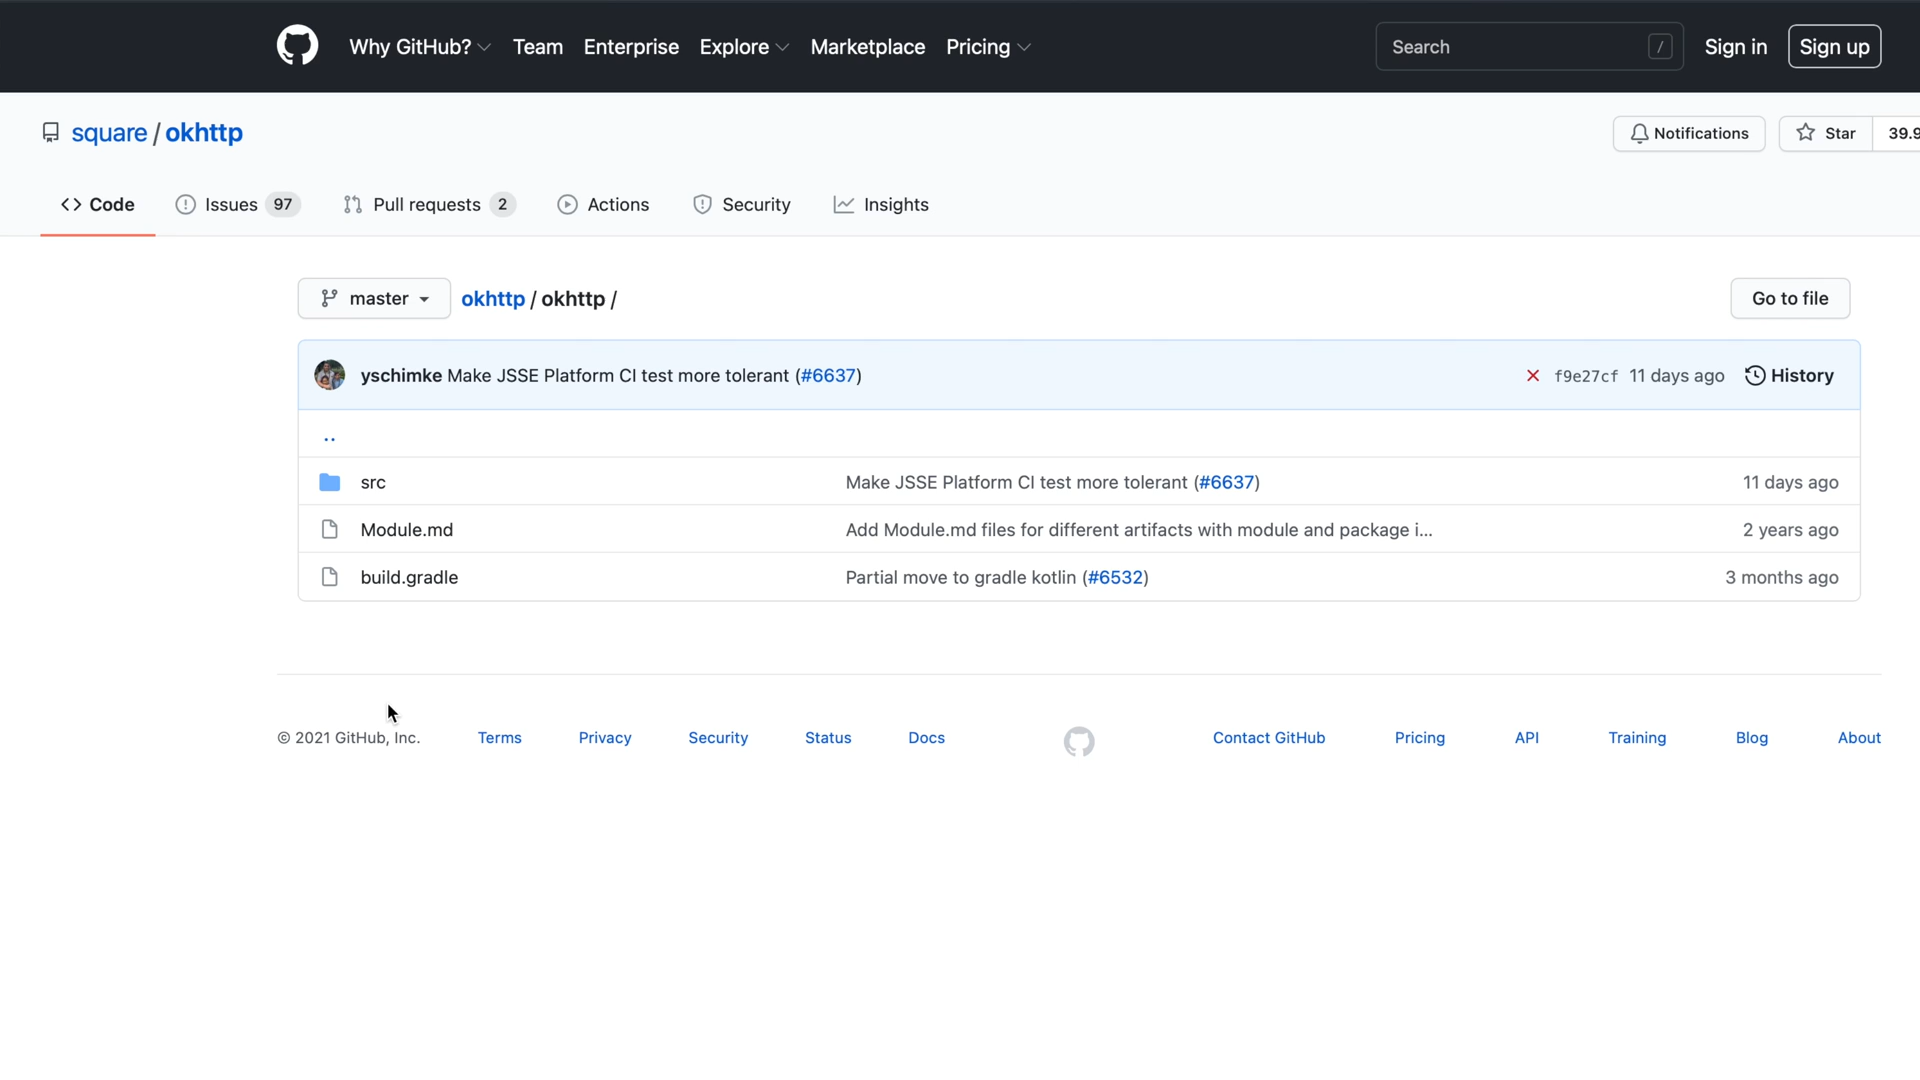 Why GitHub? Team Enterprise Explore Marketplace Pricing Search / Sign in Sign up
square / okhttp Notifications Star 39.9
Code Issues 97 Pull requests 2 Actions Security Insights
master okhttp / okhttp / Go to file
yschimke Make JSSE Platform CI test more tolerant (#6637) f9e27cf 11 days ago History
..
src Make JSSE Platform CI test more tolerant (#6637) 11 days ago
Module.md Add Module.md files for different artifacts with module and package i... 2 years ago
build.gradle Partial move to gradle kotlin (#6532) 3 months ago
© 2021 GitHub, Inc. Terms Privacy Security Status Docs Contact GitHub Pricing API Training Blog About